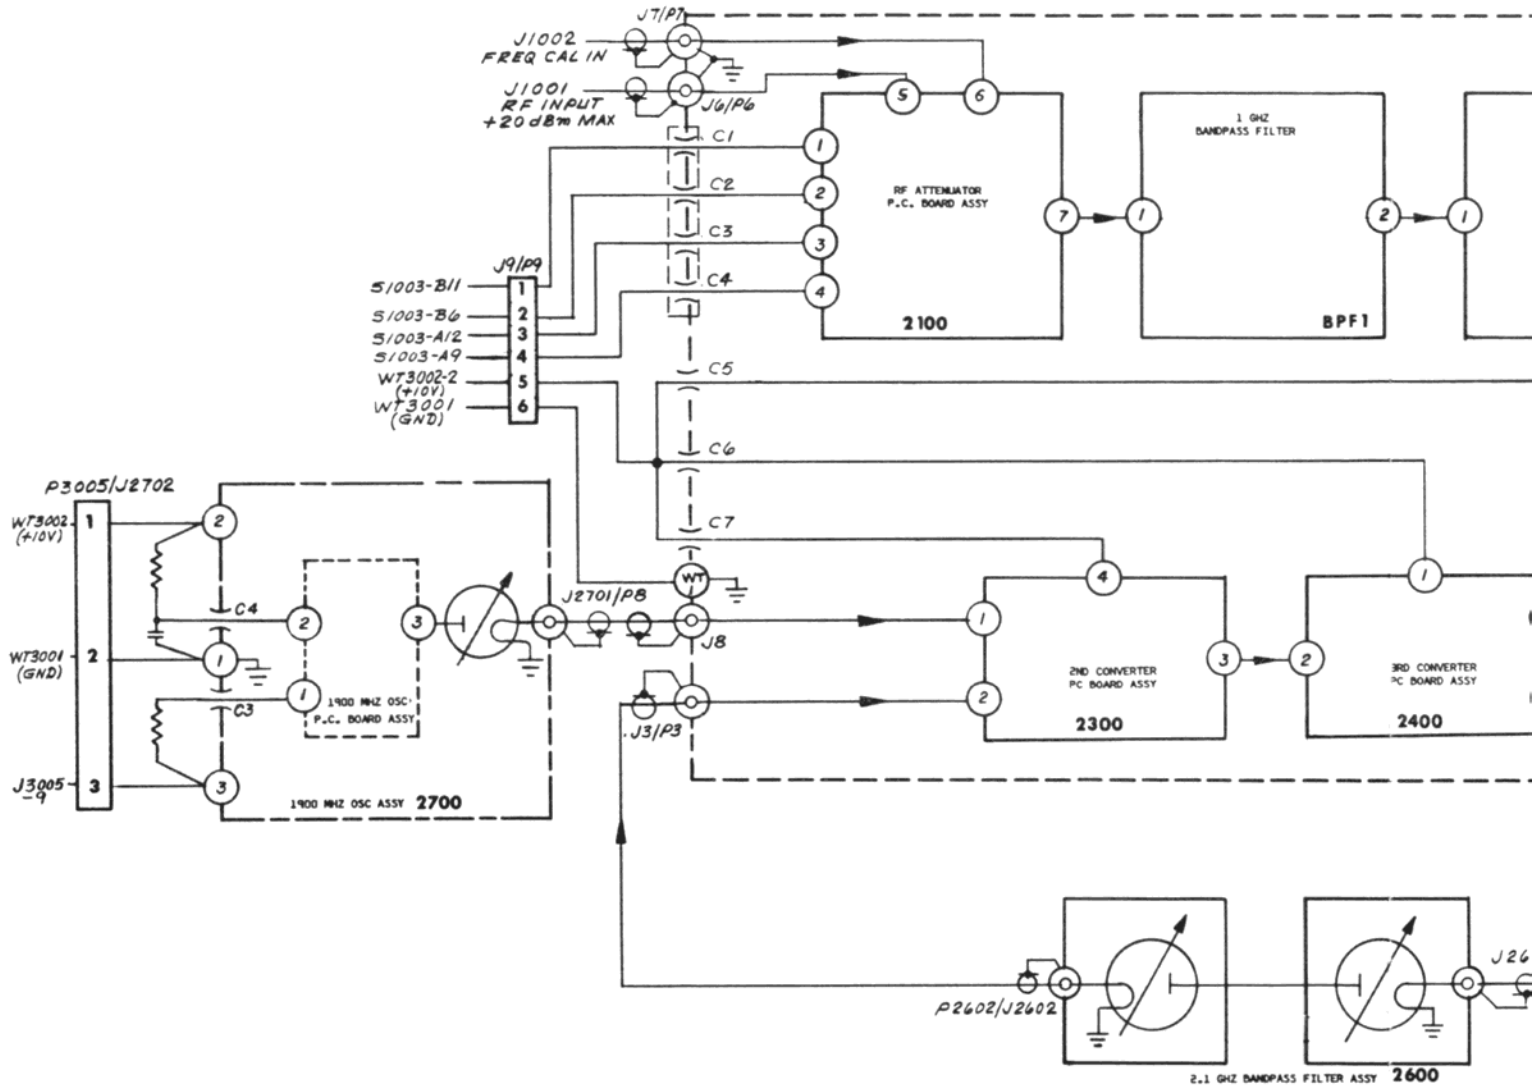 J7/P7
J1002
FREQ CAL IN
J1001
RF INPUT
+20 dBm MAX
J6/P6
5
6
C1
1
C2
2
C3
3
C4
4
RF ATTENUATOR
P.C. BOARD ASSY
7
2100
1 GHZ
BANDPASS FILTER
1
2
BPF1
1
J9/P9
S1003-B11
1
S1003-B6
2
S1003-A12
3
S1003-A9
4
WT3002-2
(+10V)
5
WT3001
(GND)
6
C5
C6
C7
P3005/J2702
WT3002
(+10V)
1
2
C4
2
3
WT3001
(GND)
2
1
1
C3
1900 MHZ OSC
P.C. BOARD ASSY
J3005
-9
3
3
1900 MHZ OSC ASSY 2700
J2701/P8
WT
J8
J3/P3
4
1
2
3
2ND CONVERTER
PC BOARD ASSY
2300
1
2
3RD CONVERTER
PC BOARD ASSY
2400
P2602/J2602
J26
2.1 GHZ BANDPASS FILTER ASSY 2600